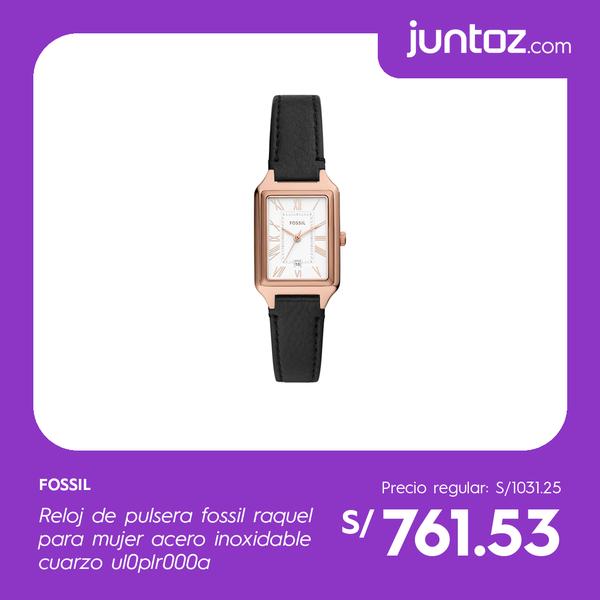 juntoz.com
FOSSIL
FOSSIL
Reloj de pulsera fossil raquel
para mujer acero inoxidable
cuarzo ul0plr000a
Precio regular: S/1031.25
S/ 761.53